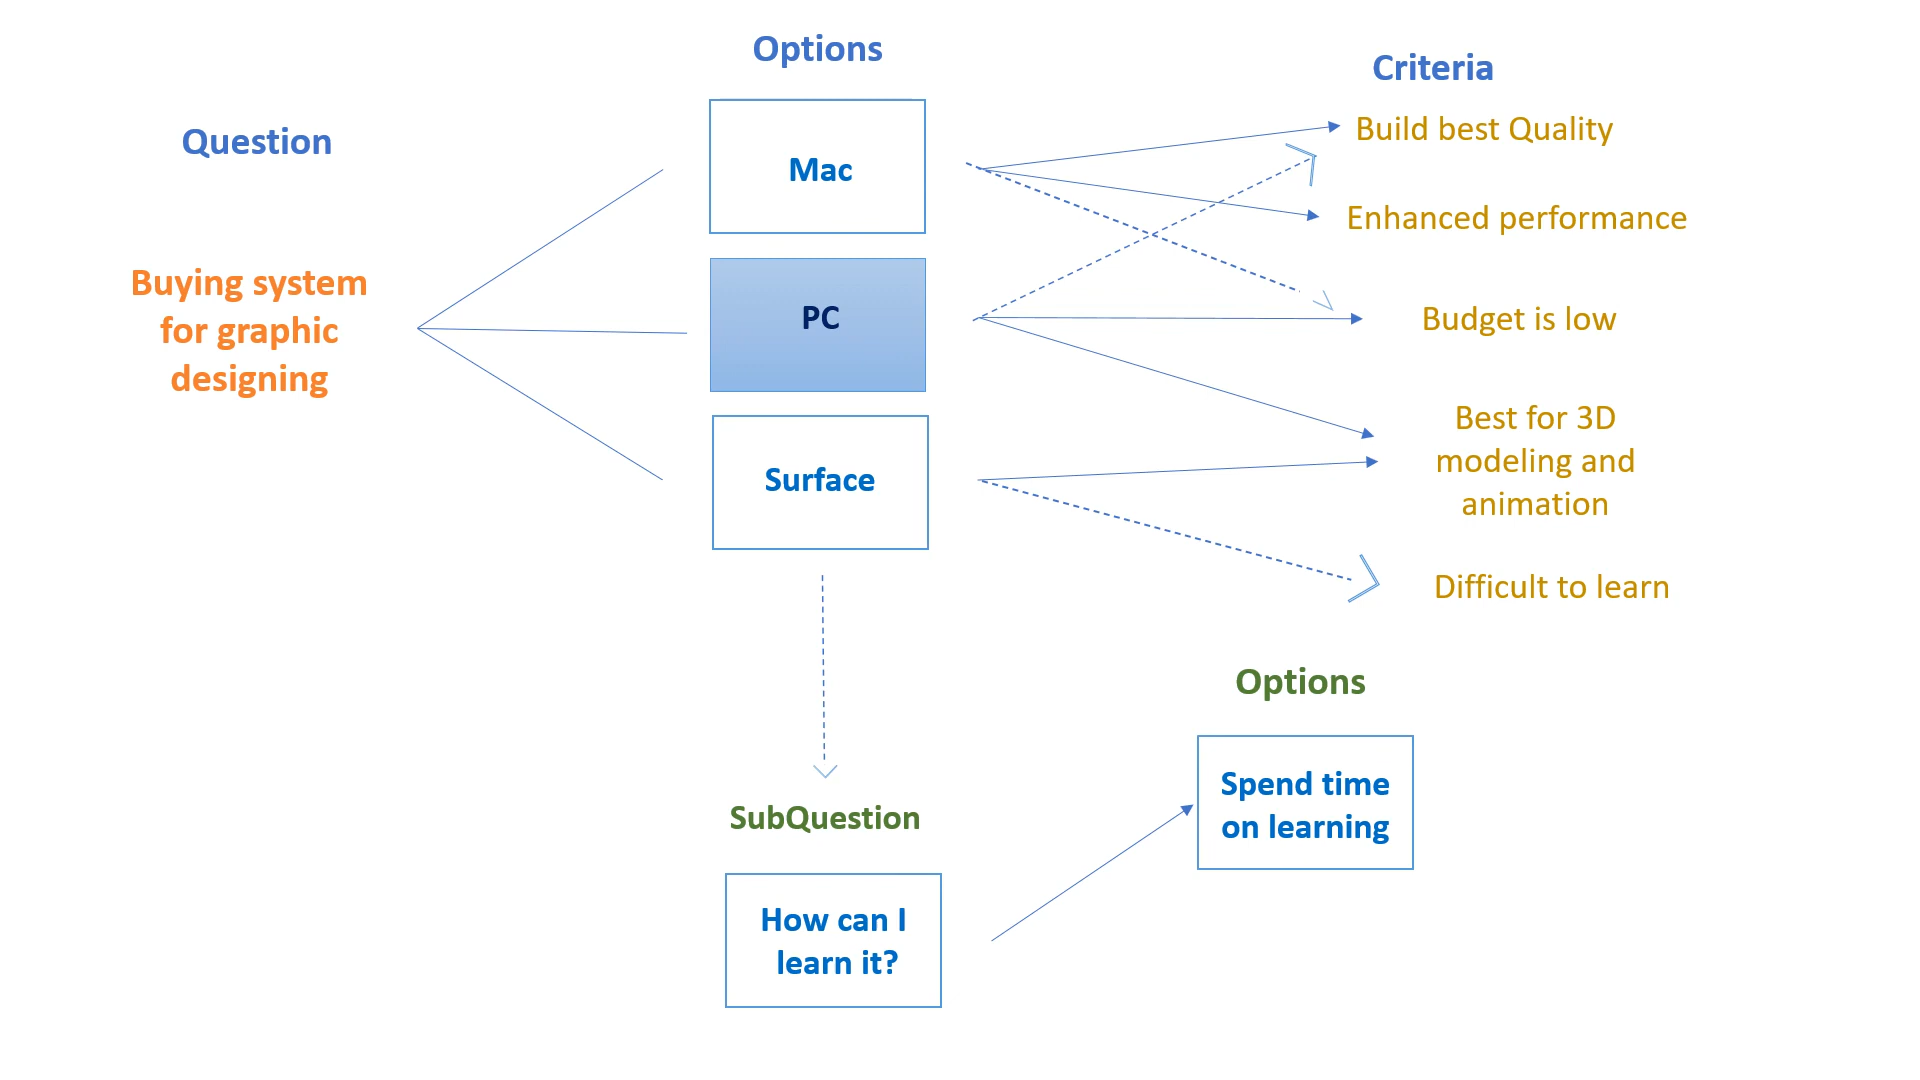 Options
Criteria
Question
Mac
Build best Quality
Enhanced performance
Buying system
for graphic
designing
PC
Budget is low
Surface
Best for 3D
modeling and
animation
Difficult to learn
Options
SubQuestion
Spend time
on learning
How can I
learn it?